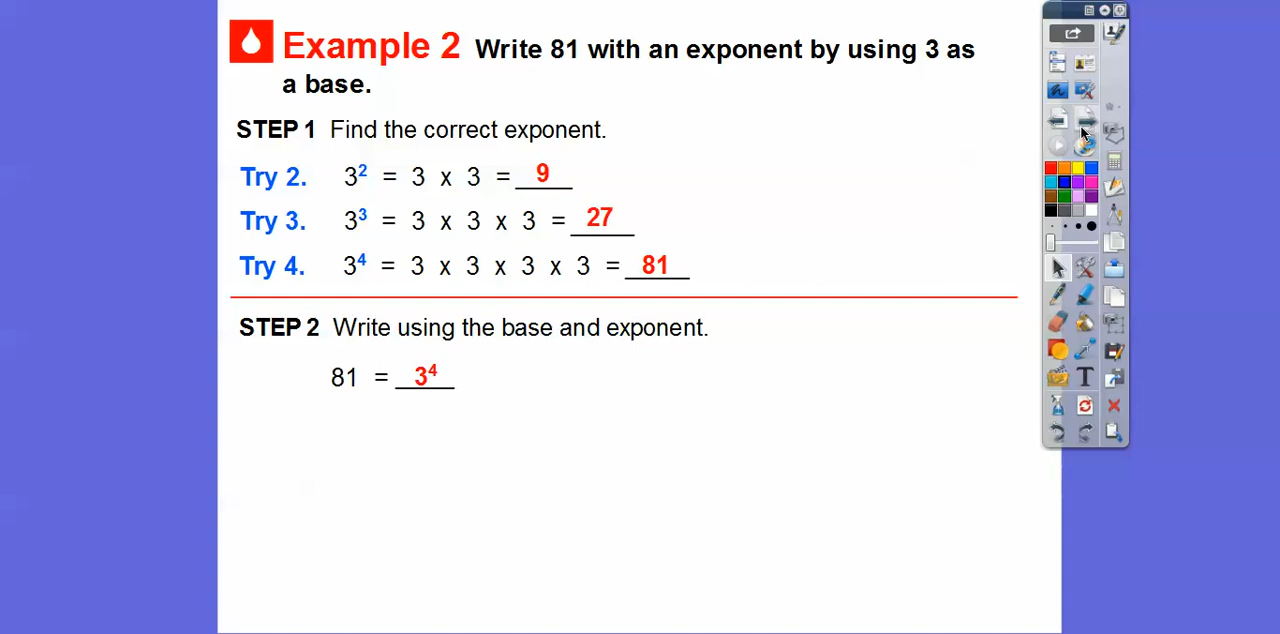 Example 2 Write 81 with an exponent by using 3 as
a base.
STEP 1 Find the correct exponent.
Try 2. 3² = 3 x 3 = 9
Try 3. 3³ = 3 x 3 x 3 = 27
Try 4. 3⁴ = 3 x 3 x 3 x 3 = 81
STEP 2 Write using the base and exponent.
81 = 3⁴
T